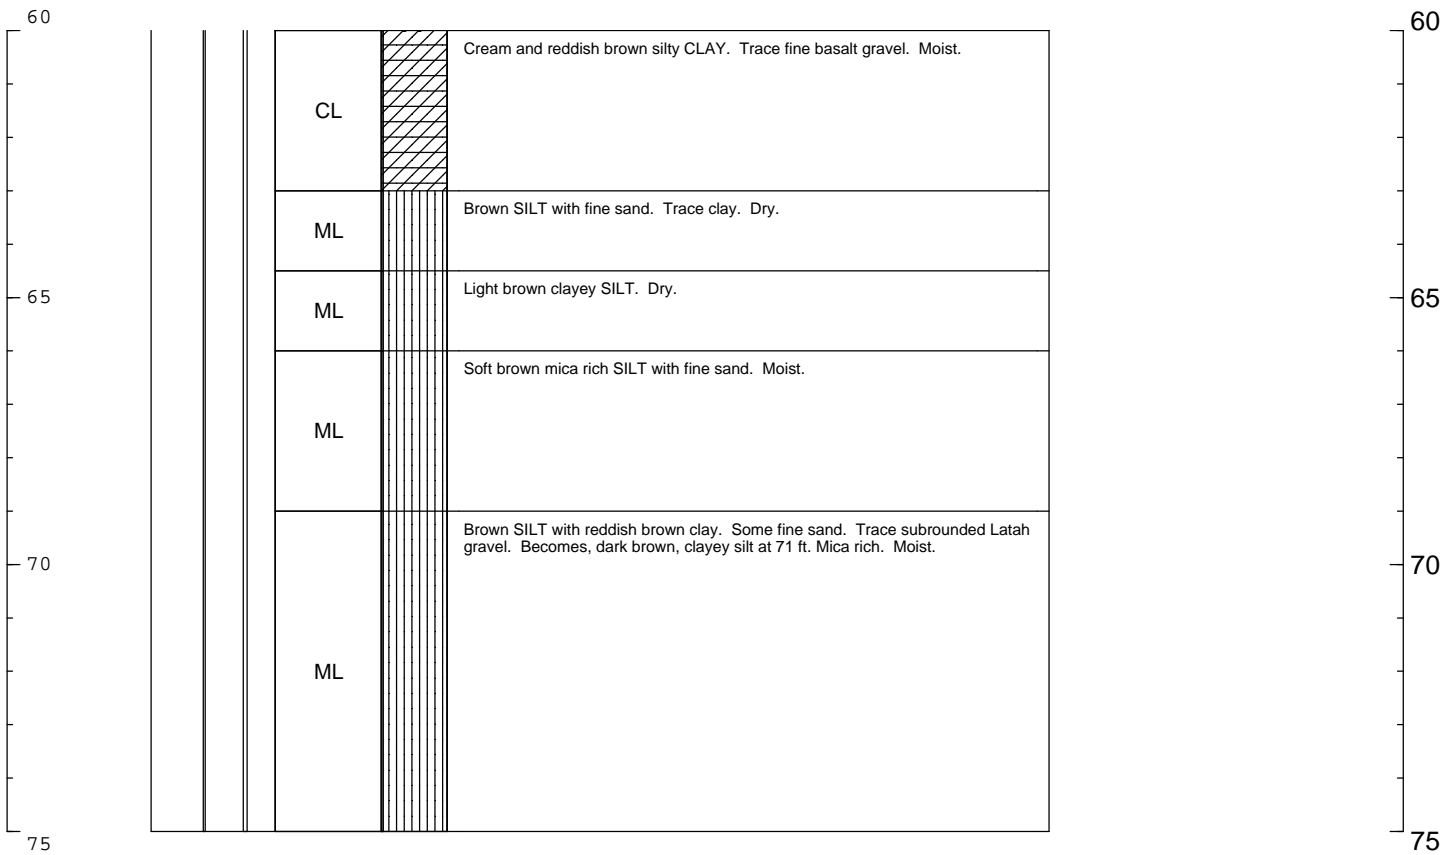 60
60
Cream and reddish brown silty CLAY.  Trace fine basalt gravel.  Moist.
CL
Brown SILT with fine sand.  Trace clay.  Dry.
ML
Light brown clayey SILT.  Dry.
65
65
ML
Soft brown mica rich SILT with fine sand.  Moist.
ML
Brown SILT with reddish brown clay.  Some fine sand.  Trace subrounded Latah
gravel.  Becomes, dark brown, clayey silt at 71 ft. Mica rich.  Moist.
70
70
ML
75
75